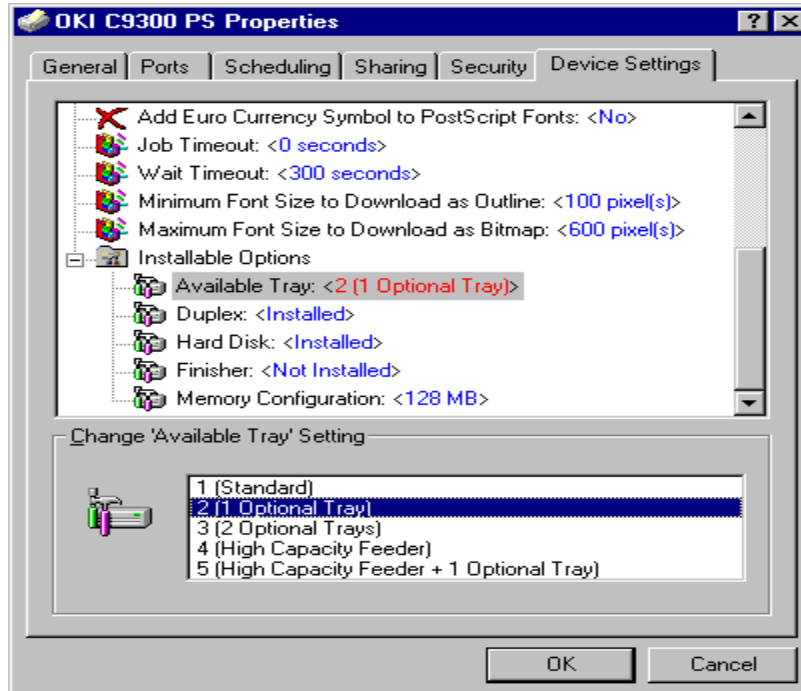 OKI C9300 PS Properties
General Ports Scheduling Sharing Security Device Settings
Add Euro Currency Symbol to PostScript Fonts: <No>
Job Timeout: <0 seconds>
Wait Timeout: <300 seconds>
Minimum Font Size to Download as Outline: <100 pixel(s)>
Maximum Font Size to Download as Bitmap: <600 pixel(s)>
Installable Options
Available Tray: <2 (1 Optional Tray)>
Duplex: <Installed>
Hard Disk: <Installed>
Finisher: <Not Installed>
Memory Configuration: <128 MB>
Change 'Available Tray' Setting
1 (Standard)
2 (1 Optional Tray)
3 (2 Optional Trays)
4 (High Capacity Feeder)
5 (High Capacity Feeder + 1 Optional Tray)
OK Cancel